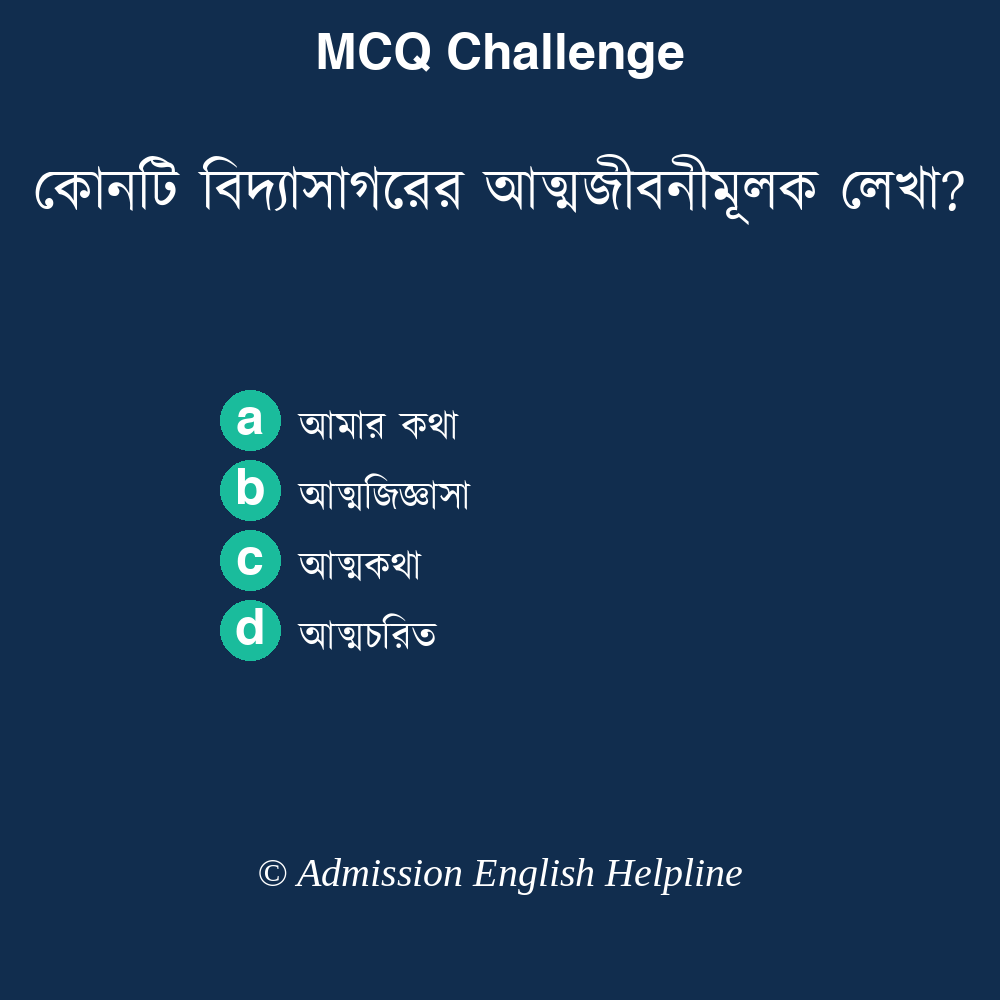 MCQ Challenge
কোনটি বিদ্যাসাগরের আত্মজীবনীমূলক লেখা?
a আমার কথা
b আত্মজিজ্ঞাসা
c আত্মকথা
d আত্মচরিত
© Admission English Helpline